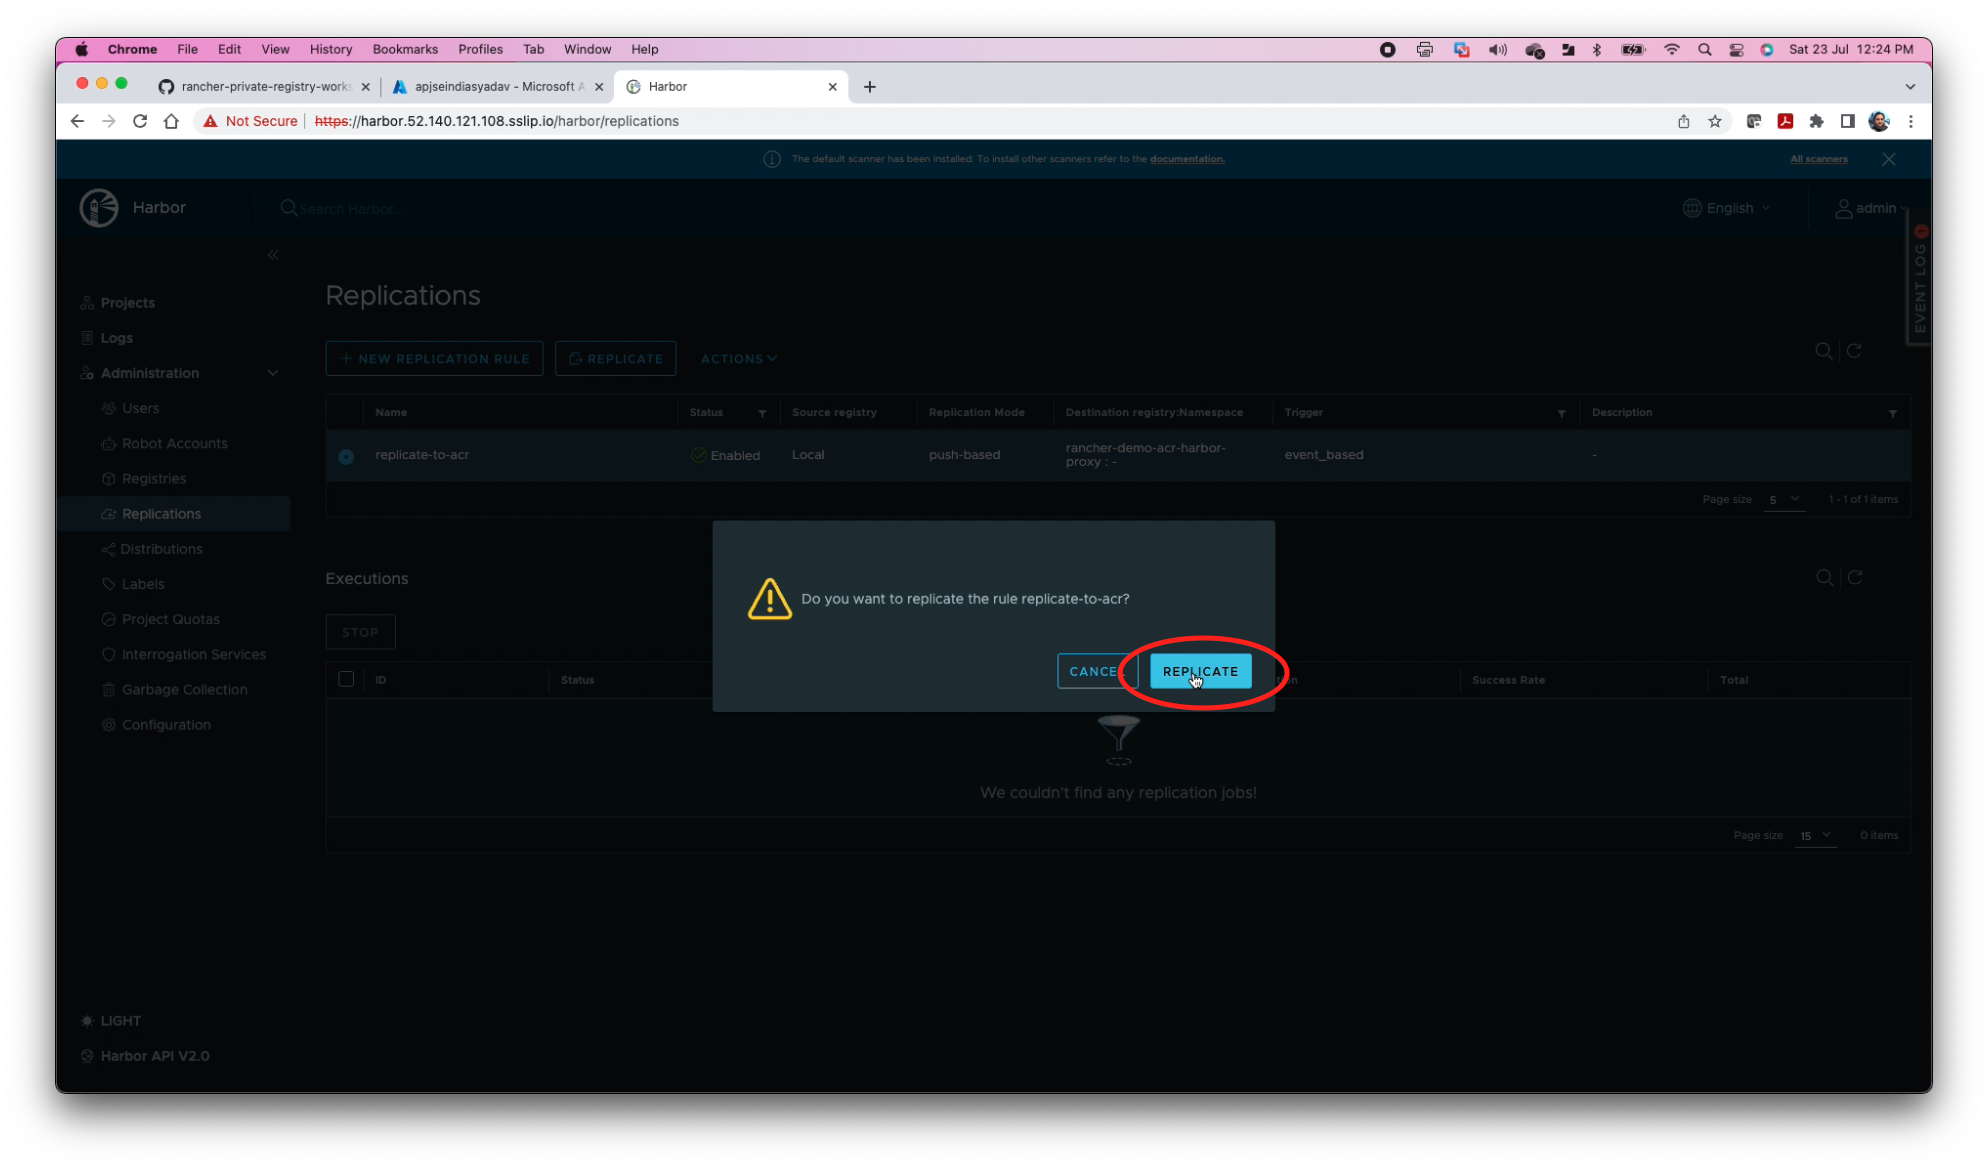 Chrome File Edit View History Bookmarks Profiles Tab Window Help Sat 23 Jul 12:24 PM
rancher-private-registry-works apjseindiasyadav - Microsoft A Harbor
Not Secure https://harbor.52.140.121.108.sslip.io/harbor/replications
The default scanner has been installed. To install other scanners refer to the documentation. All scanners
Harbor Search Harbor... English admin
EVENT LOG 1
Replications
Projects
Logs
Administration
Users
Robot Accounts
Registries
Replications
Distributions
Labels
Project Quotas
Interrogation Services
Garbage Collection
Configuration
LIGHT
Harbor API V2.0
+ NEW REPLICATION RULE REPLICATE ACTIONS
Name Status Source registry Replication Mode Destination registry:Namespace Trigger Description
replicate-to-acr Enabled Local push-based rancher-demo-acr-harbor-proxy : - event_based -
Page size 5 1 - 1 of 1 items
Executions
STOP
Do you want to replicate the rule replicate-to-acr?
CANCEL REPLICATE
ID Status Success Rate Total
We couldn't find any replication jobs!
Page size 15 0 items